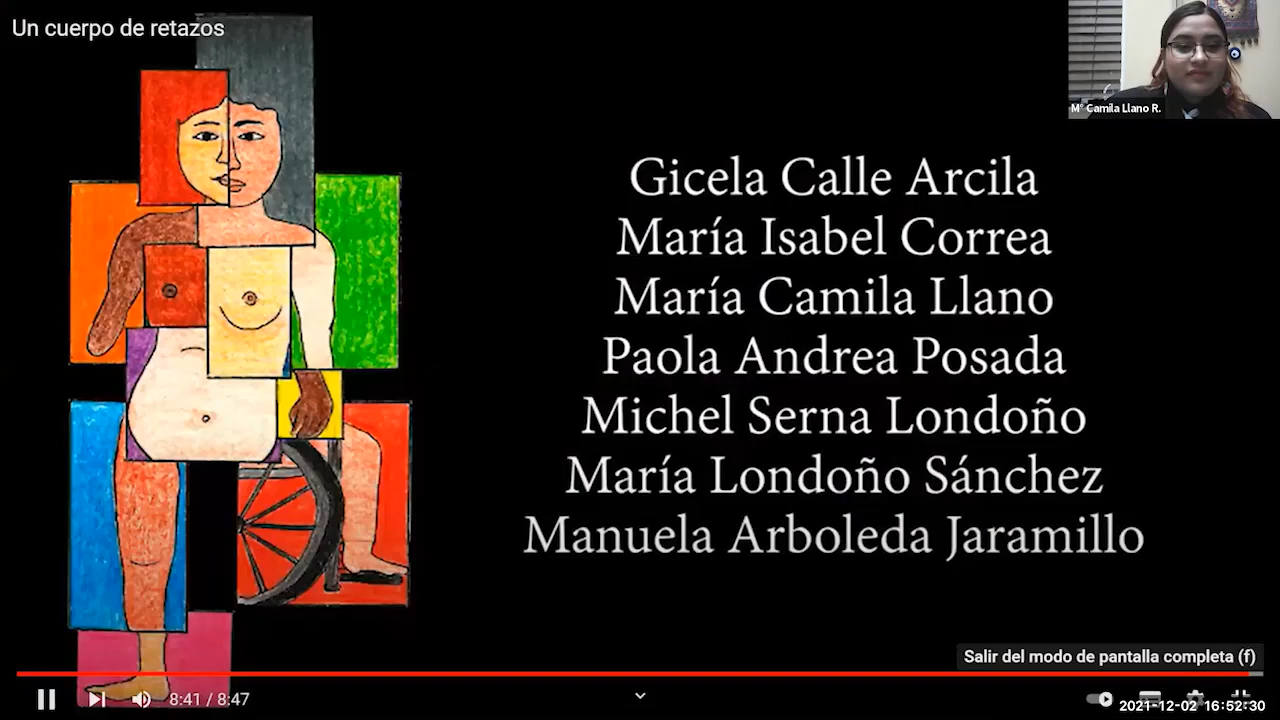 Un cuerpo de retazos
Mª Camila Llano R.
Gicela Calle Arcila
María Isabel Correa
María Camila Llano
Paola Andrea Posada
Michel Serna Londoño
María Londoño Sánchez
Manuela Arboleda Jaramillo
Salir del modo de pantalla completa (f)
8:41 / 8:47
2021-12-02 16:52:30